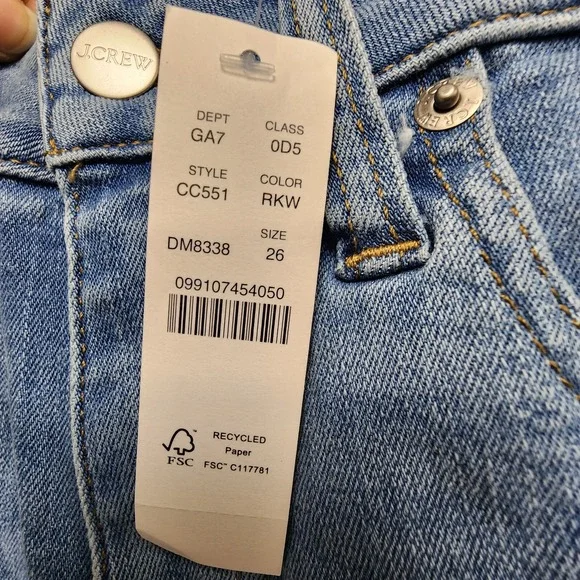 J.CREW
DEPT CLASS
GA7 0D5
STYLE COLOR
CC551 RKW
SIZE
DM8338 26
099107454050
FSC
RECYCLED
Paper
FSC™ C117781